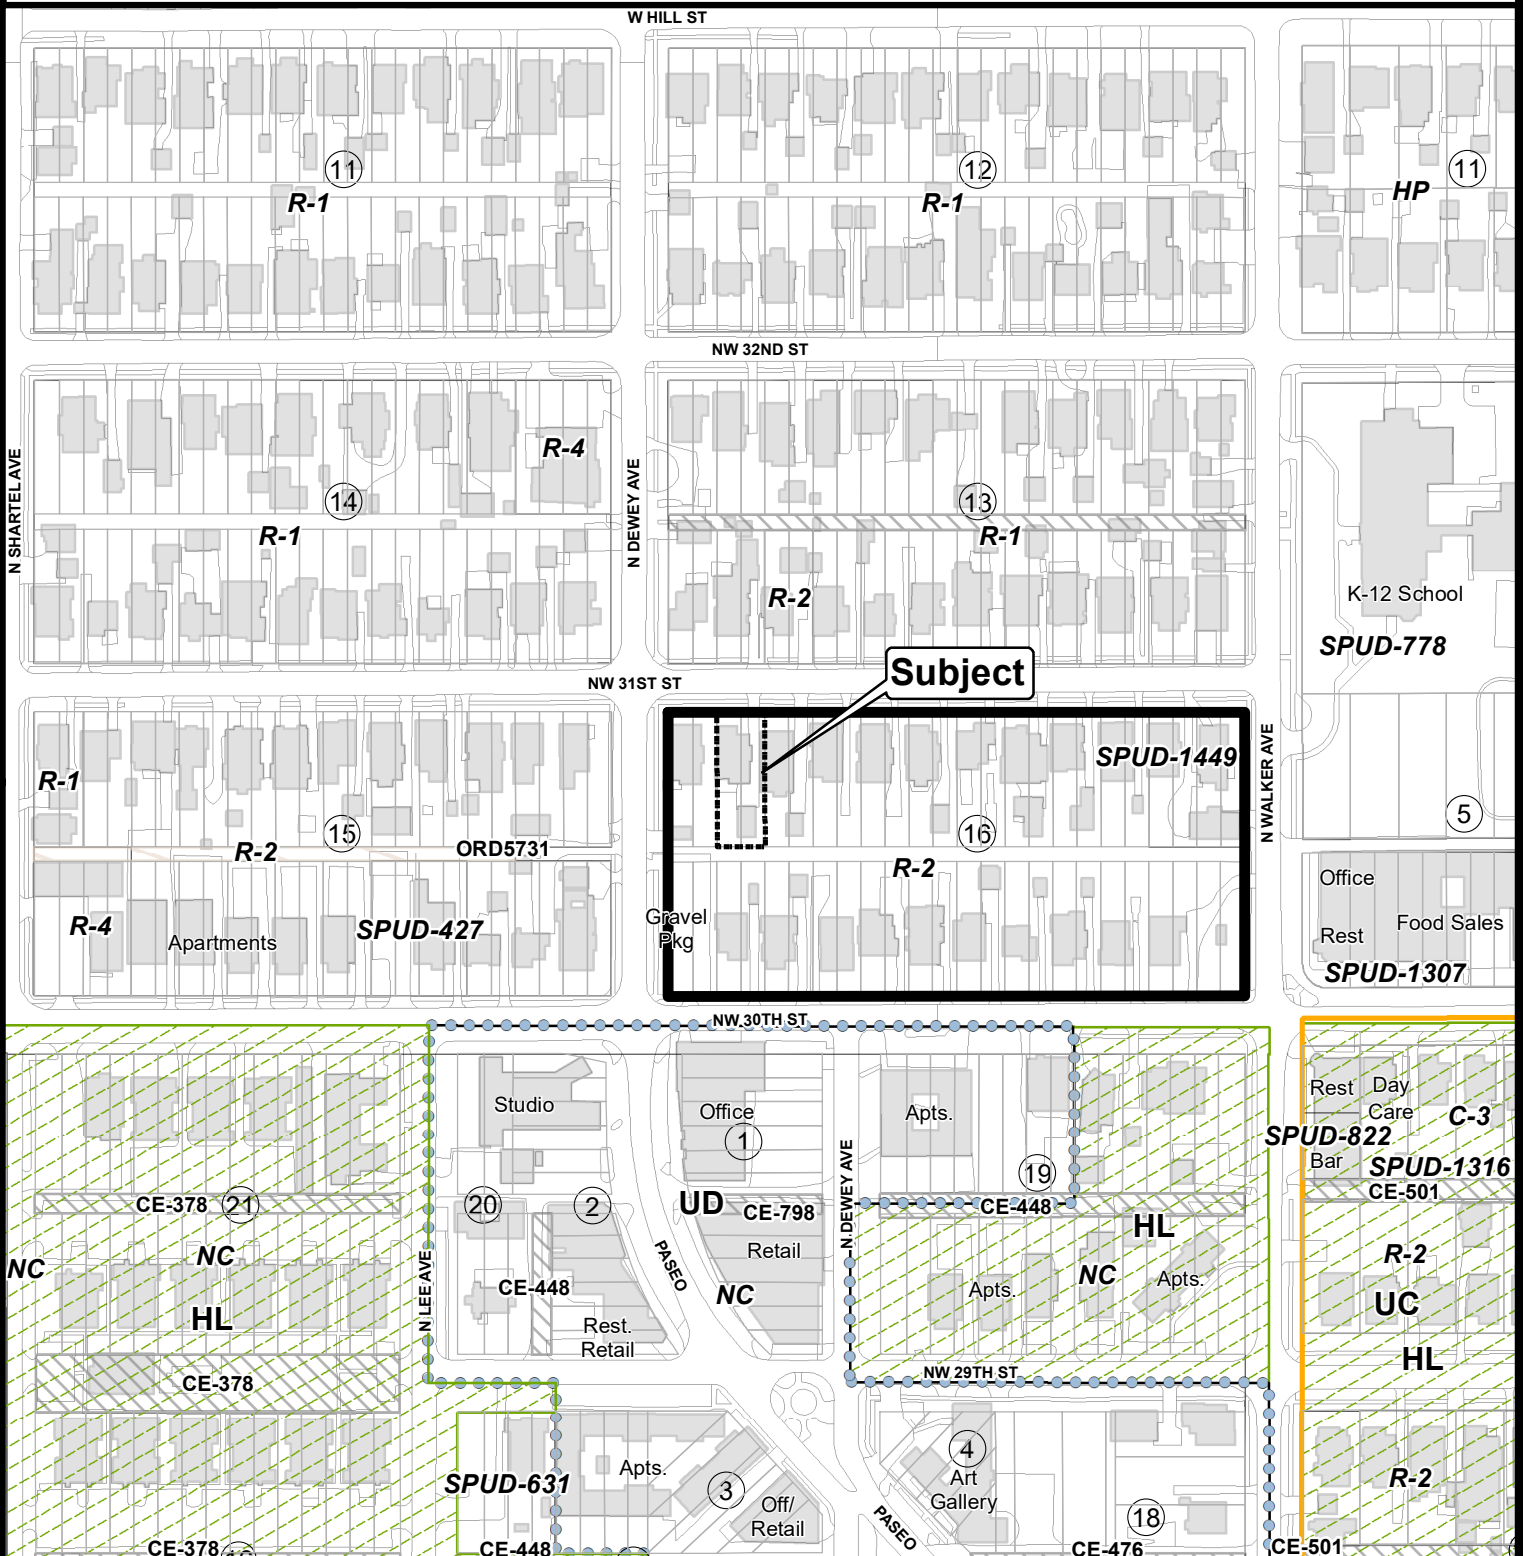 W HILL ST
11
R-1
12
R-1
11
HP
NW 32ND ST
R-4
N SHARTEL AVE
N DEWEY AVE
14
R-1
13
R-1
R-2
K-12 School
SPUD-778
Subject
NW 31ST ST
SPUD-1449
N WALKER AVE
R-1
15
R-2
ORD5731
16
R-2
5
Office
Food Sales
Rest
SPUD-1307
R-4
Apartments
SPUD-427
Gravel
Pkg
NW 30TH ST
Studio
Office
1
Apts.
19
Rest
Day
Care
C-3
SPUD-822
Bar
SPUD-1316
CE-501
CE-378
21
20
2
UD
CE-798
N DEWEY AVE
CE-448
HL
NC
NC
HL
N LEE AVE
CE-448
PASEO
Retail
NC
Apts.
NC
Apts.
R-2
UC
HL
Rest.
Retail
CE-378
NW 29TH ST
SPUD-631
Apts.
3
Off/
Retail
4
Art
Gallery
PASEO
18
R-2
CE-378
CE-448
CE-476
CE-501